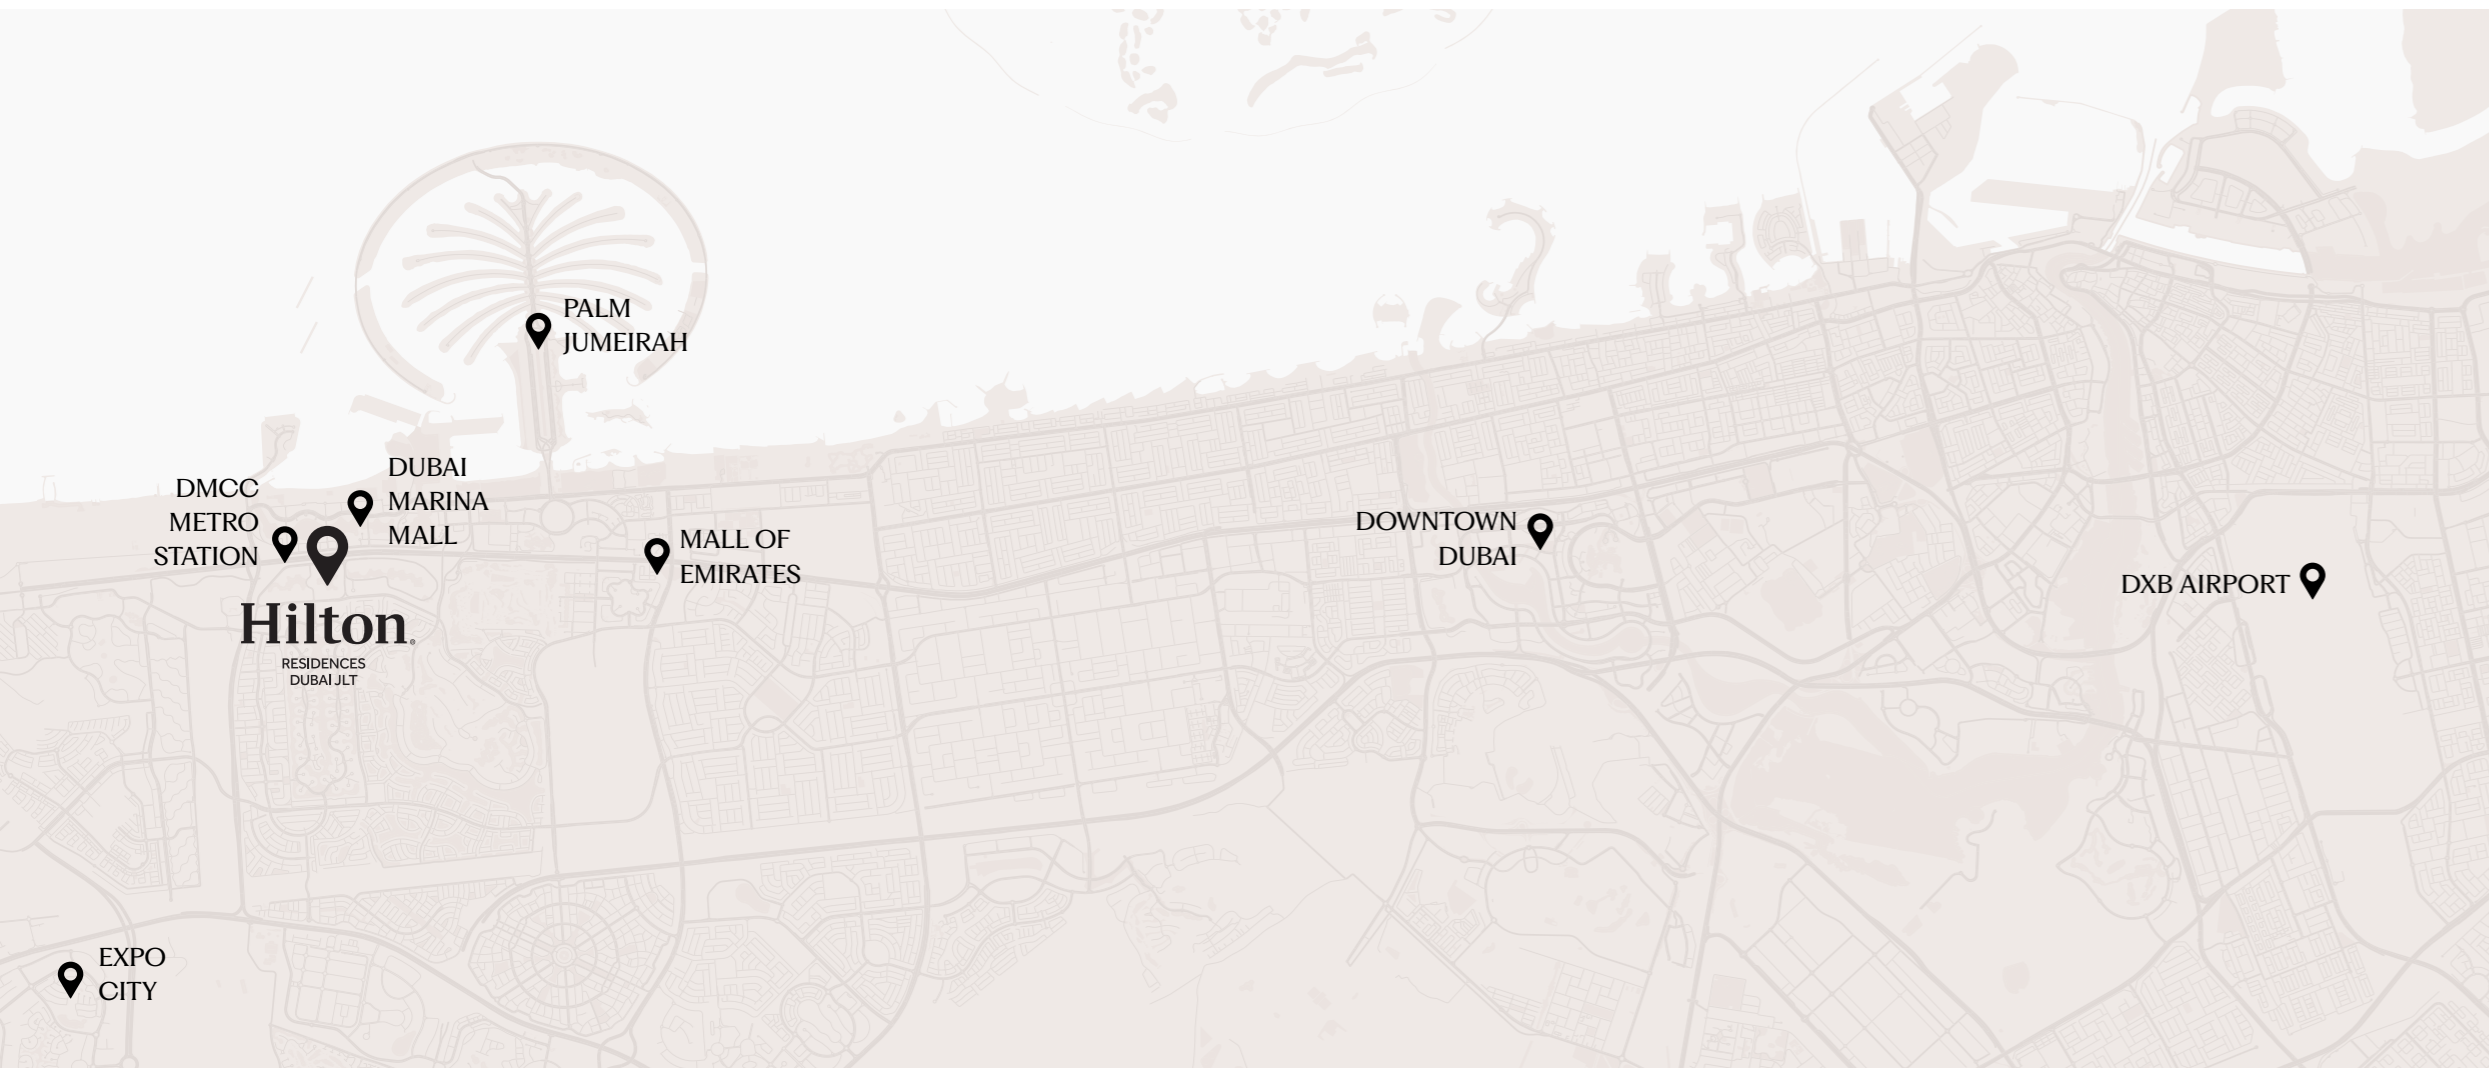 PALM
JUMEIRAH
DUBAI
MARINA
MALL
DMCC
METRO
STATION
MALL OF
EMIRATES
DOWNTOWN
DUBAI
DXB AIRPORT
Hilton®
RESIDENCES
DUBAI JLT
EXPO
CITY